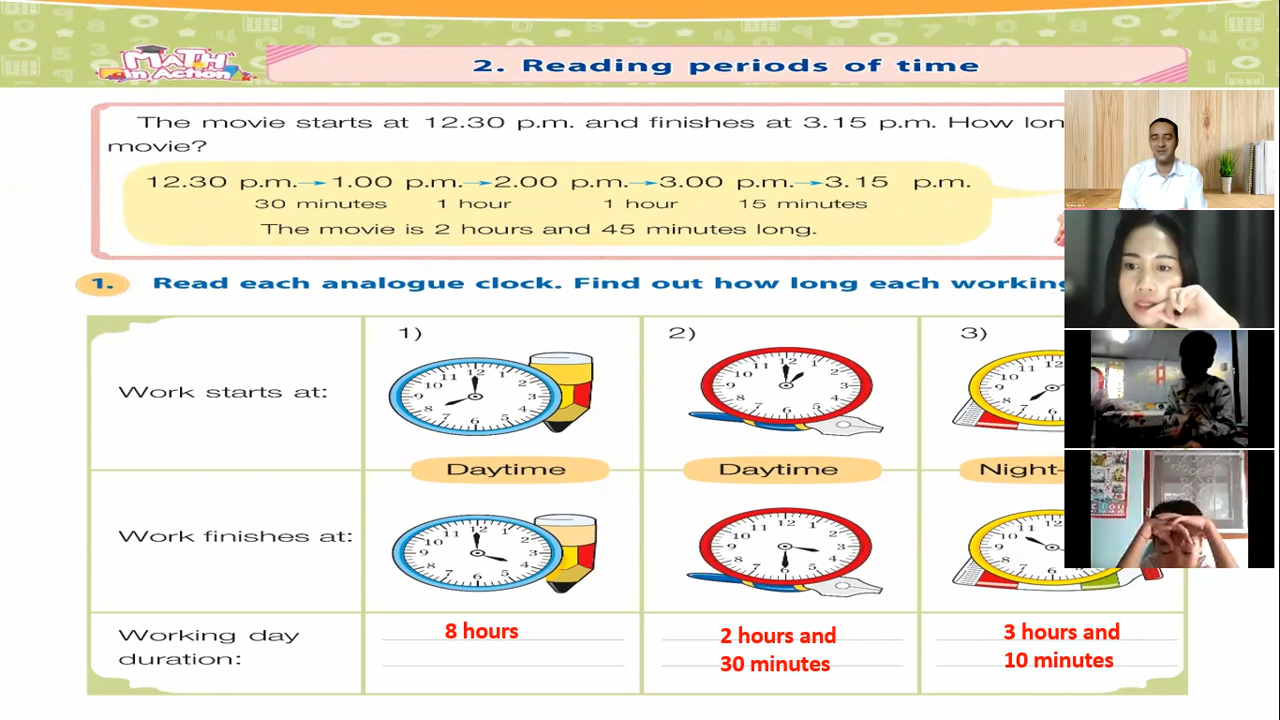 MATH
in Action
2. Reading periods of time
The movie starts at 12.30 p.m. and finishes at 3.15 p.m. How lon
movie?
12.30 p.m.→1.00 p.m.→2.00 p.m.→3.00 p.m.→3.15 p.m.
30 minutes 1 hour 1 hour 15 minutes
The movie is 2 hours and 45 minutes long.
1. Read each analogue clock. Find out how long each working
1) 2) 3)
Work starts at:
Daytime Daytime Night-
Work finishes at:
Working day
duration:
8 hours
2 hours and
30 minutes
3 hours and
10 minutes